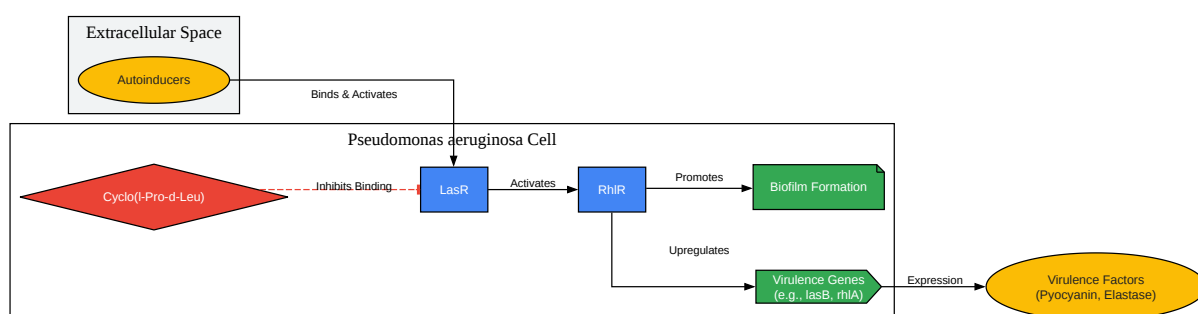 Extracellular Space
Autoinducers
Binds & Activates
Pseudomonas aeruginosa Cell
Cyclo(l-Pro-d-Leu)
Inhibits Binding
LasR
Activates
RhlR
Promotes
Biofilm Formation
Upregulates
Virulence Genes
(e.g., lasB, rhlA)
Expression
Virulence Factors
(Pyocyanin, Elastase)